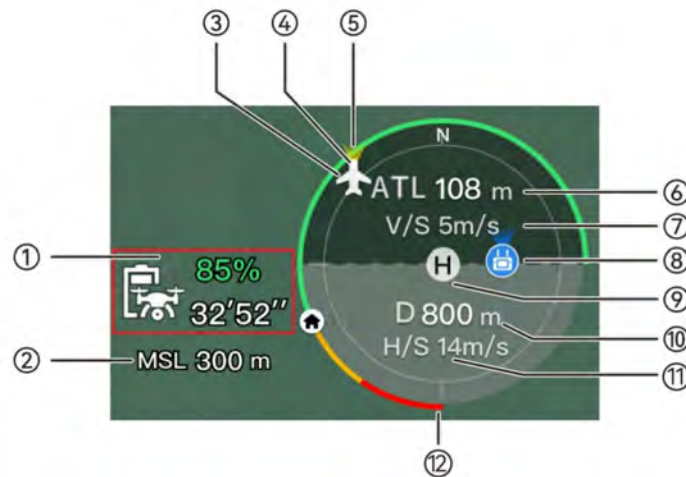 ③ ④ ⑤
N
ATL 108 m ⑥
V/S 5m/s ⑦
① 85%
H ⑧
32'52''
⑨
D 800 m ⑩
② MSL 300 m
H/S 14m/s ⑪
⑫